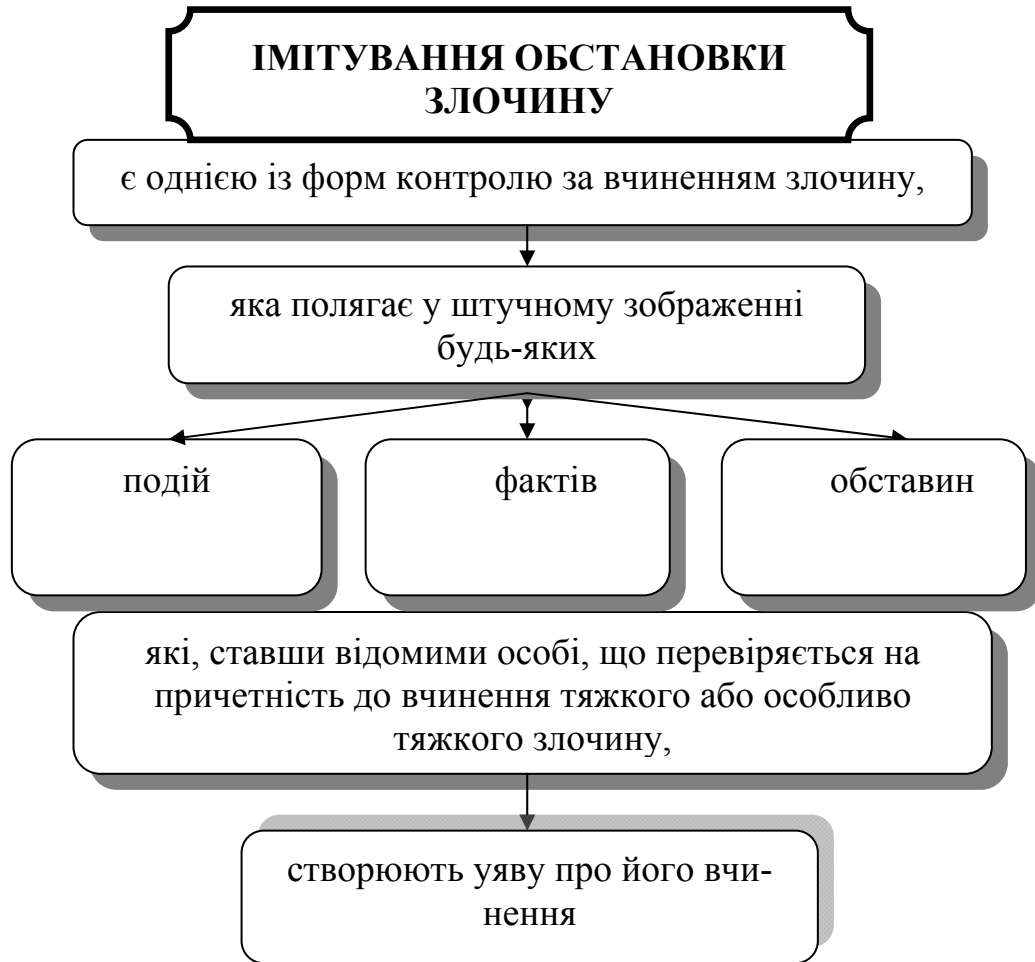 ІМІТУВАННЯ ОБСТАНОВКИ
ЗЛОЧИНУ
є однією із форм контролю за вчиненням злочину,
яка полягає у штучному зображенні
будь-яких
подій
фактів
обставин
які, ставши відомими особі, що перевіряється на
причетність до вчинення тяжкого або особливо
тяжкого злочину,
створюють уяву про його вчи-
нення